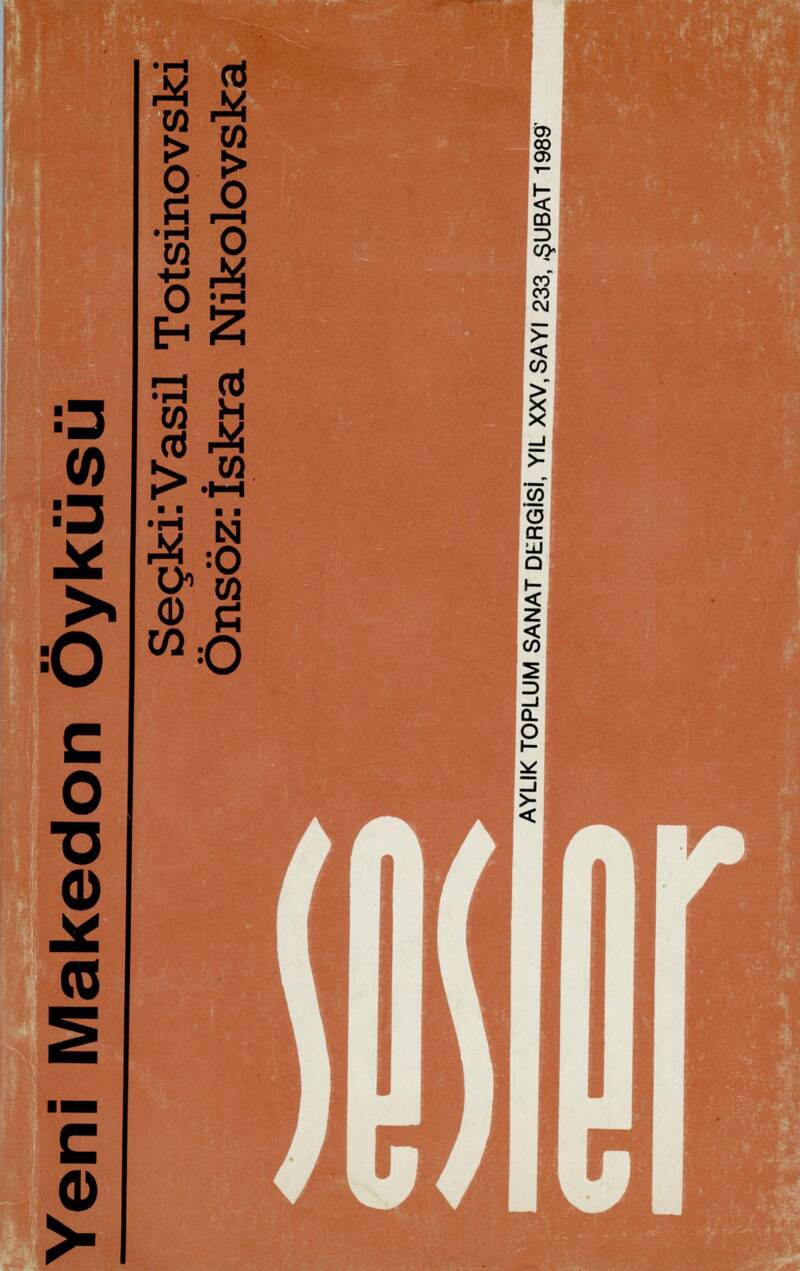 Yeni Makedon Öyküsü
Seçki: Vasil Totsinovski
Önsöz: İskra Nikolovska
AYLIK TOPLUM SANAT DERGİSİ, YIL XXV, SAYI 233, ŞUBAT 1989
sesler